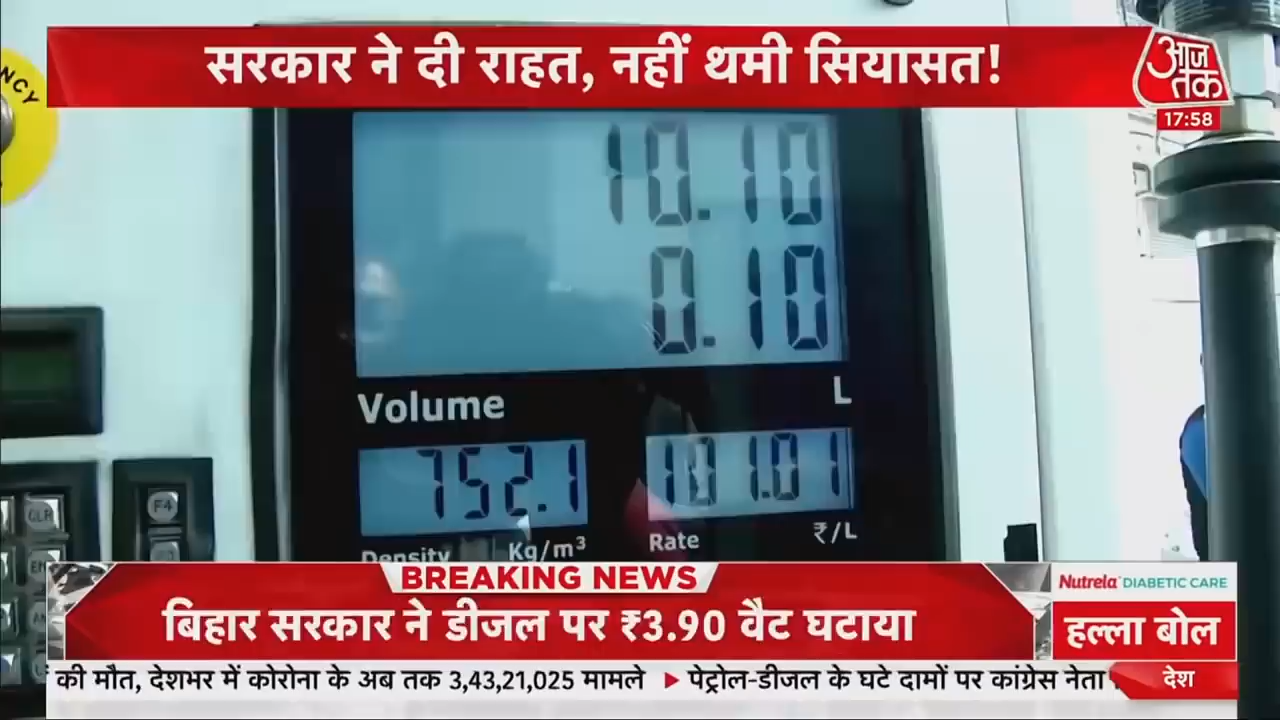 NCY
सरकार ने दी राहत, नहीं थमी सियासत!
आज तक
17:58
10.10
0.10
Volume L
752.1 101.01
Density Kg/m³ Rate ₹/L
F4
CLR
BREAKING NEWS
बिहार सरकार ने डीजल पर ₹3.90 वैट घटाया
Nutrela DIABETIC CARE
हल्ला बोल
की मौत, देशभर में कोरोना के अब तक 3,43,21,025 मामले ▶ पेट्रोल-डीजल के घटे दामों पर कांग्रेस नेता
देश